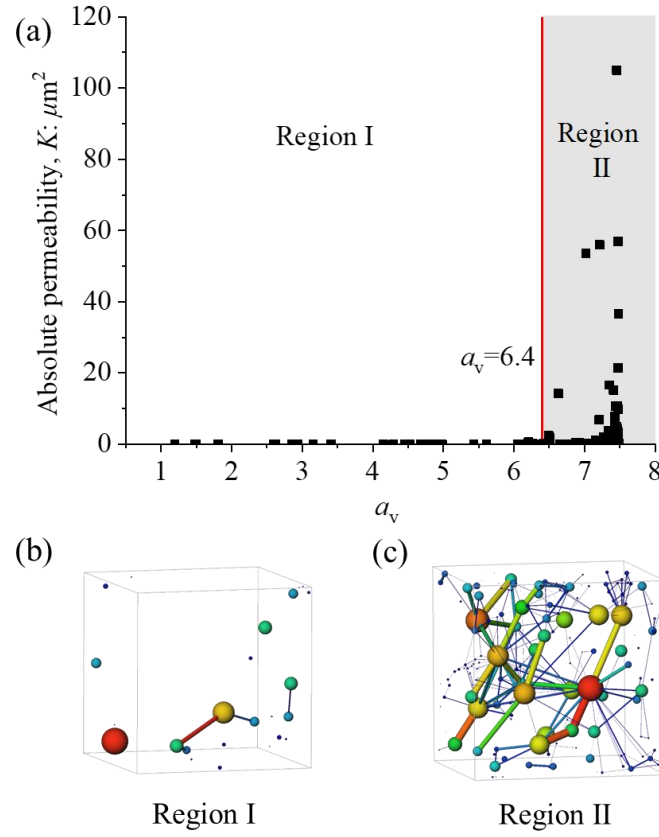 (a)
120
100
80
60
40
20
0
Absolute permeability, K: μm²
Region I
Region
II
aᵥ=6.4
1 2 3 4 5 6 7 8
aᵥ
(b)
(c)
Region I
Region II